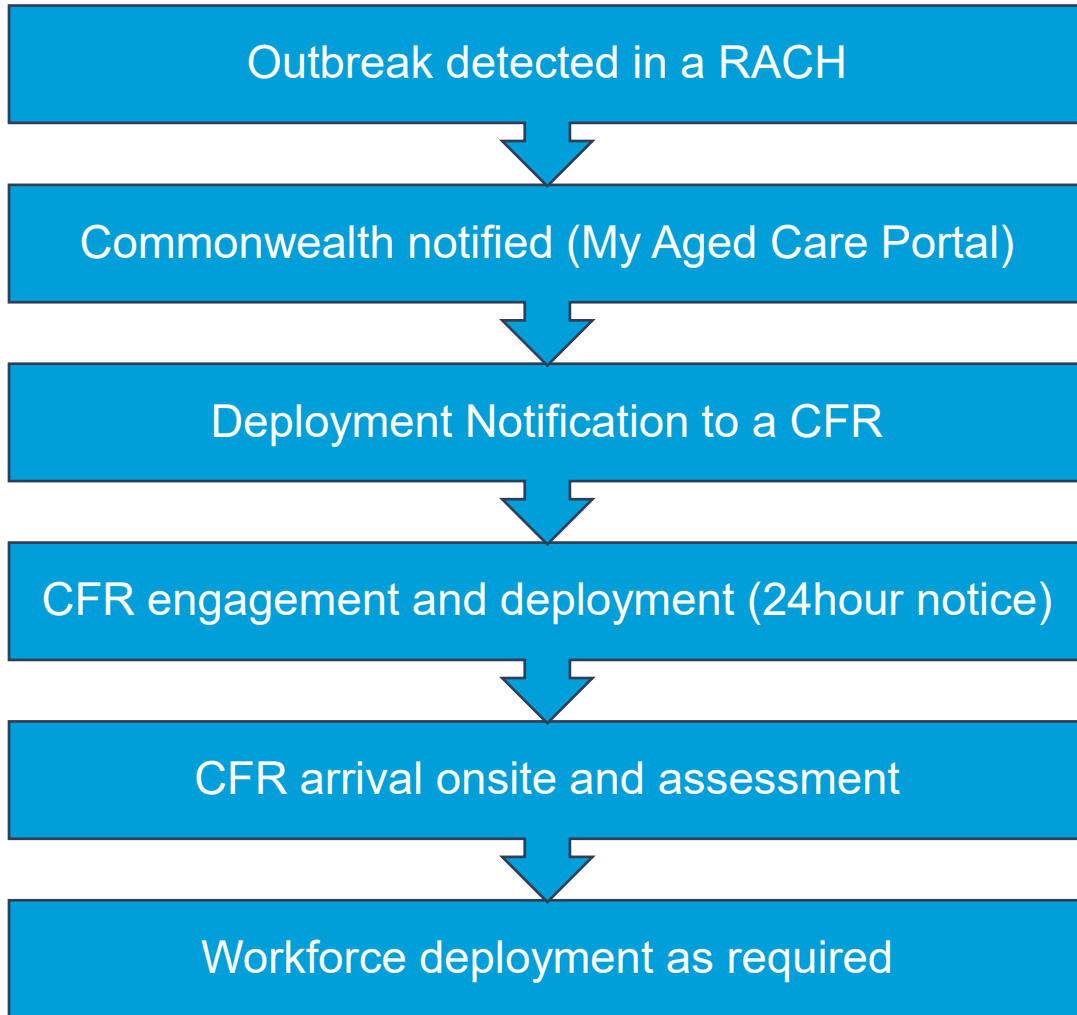 Outbreak detected in a RACH
Commonwealth notified (My Aged Care Portal)
Deployment Notification to a CFR
CFR engagement and deployment (24hour notice)
CFR arrival onsite and assessment
Workforce deployment as required